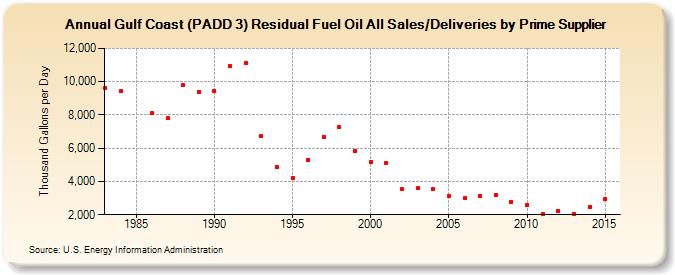 Annual Gulf Coast (PADD 3) Residual Fuel Oil All Sales/Deliveries by Prime Supplier
Thousand Gallons per Day
12,000
10,000
8,000
6,000
4,000
2,000
1985 1990 1995 2000 2005 2010 2015
Source: U.S. Energy Information Administration